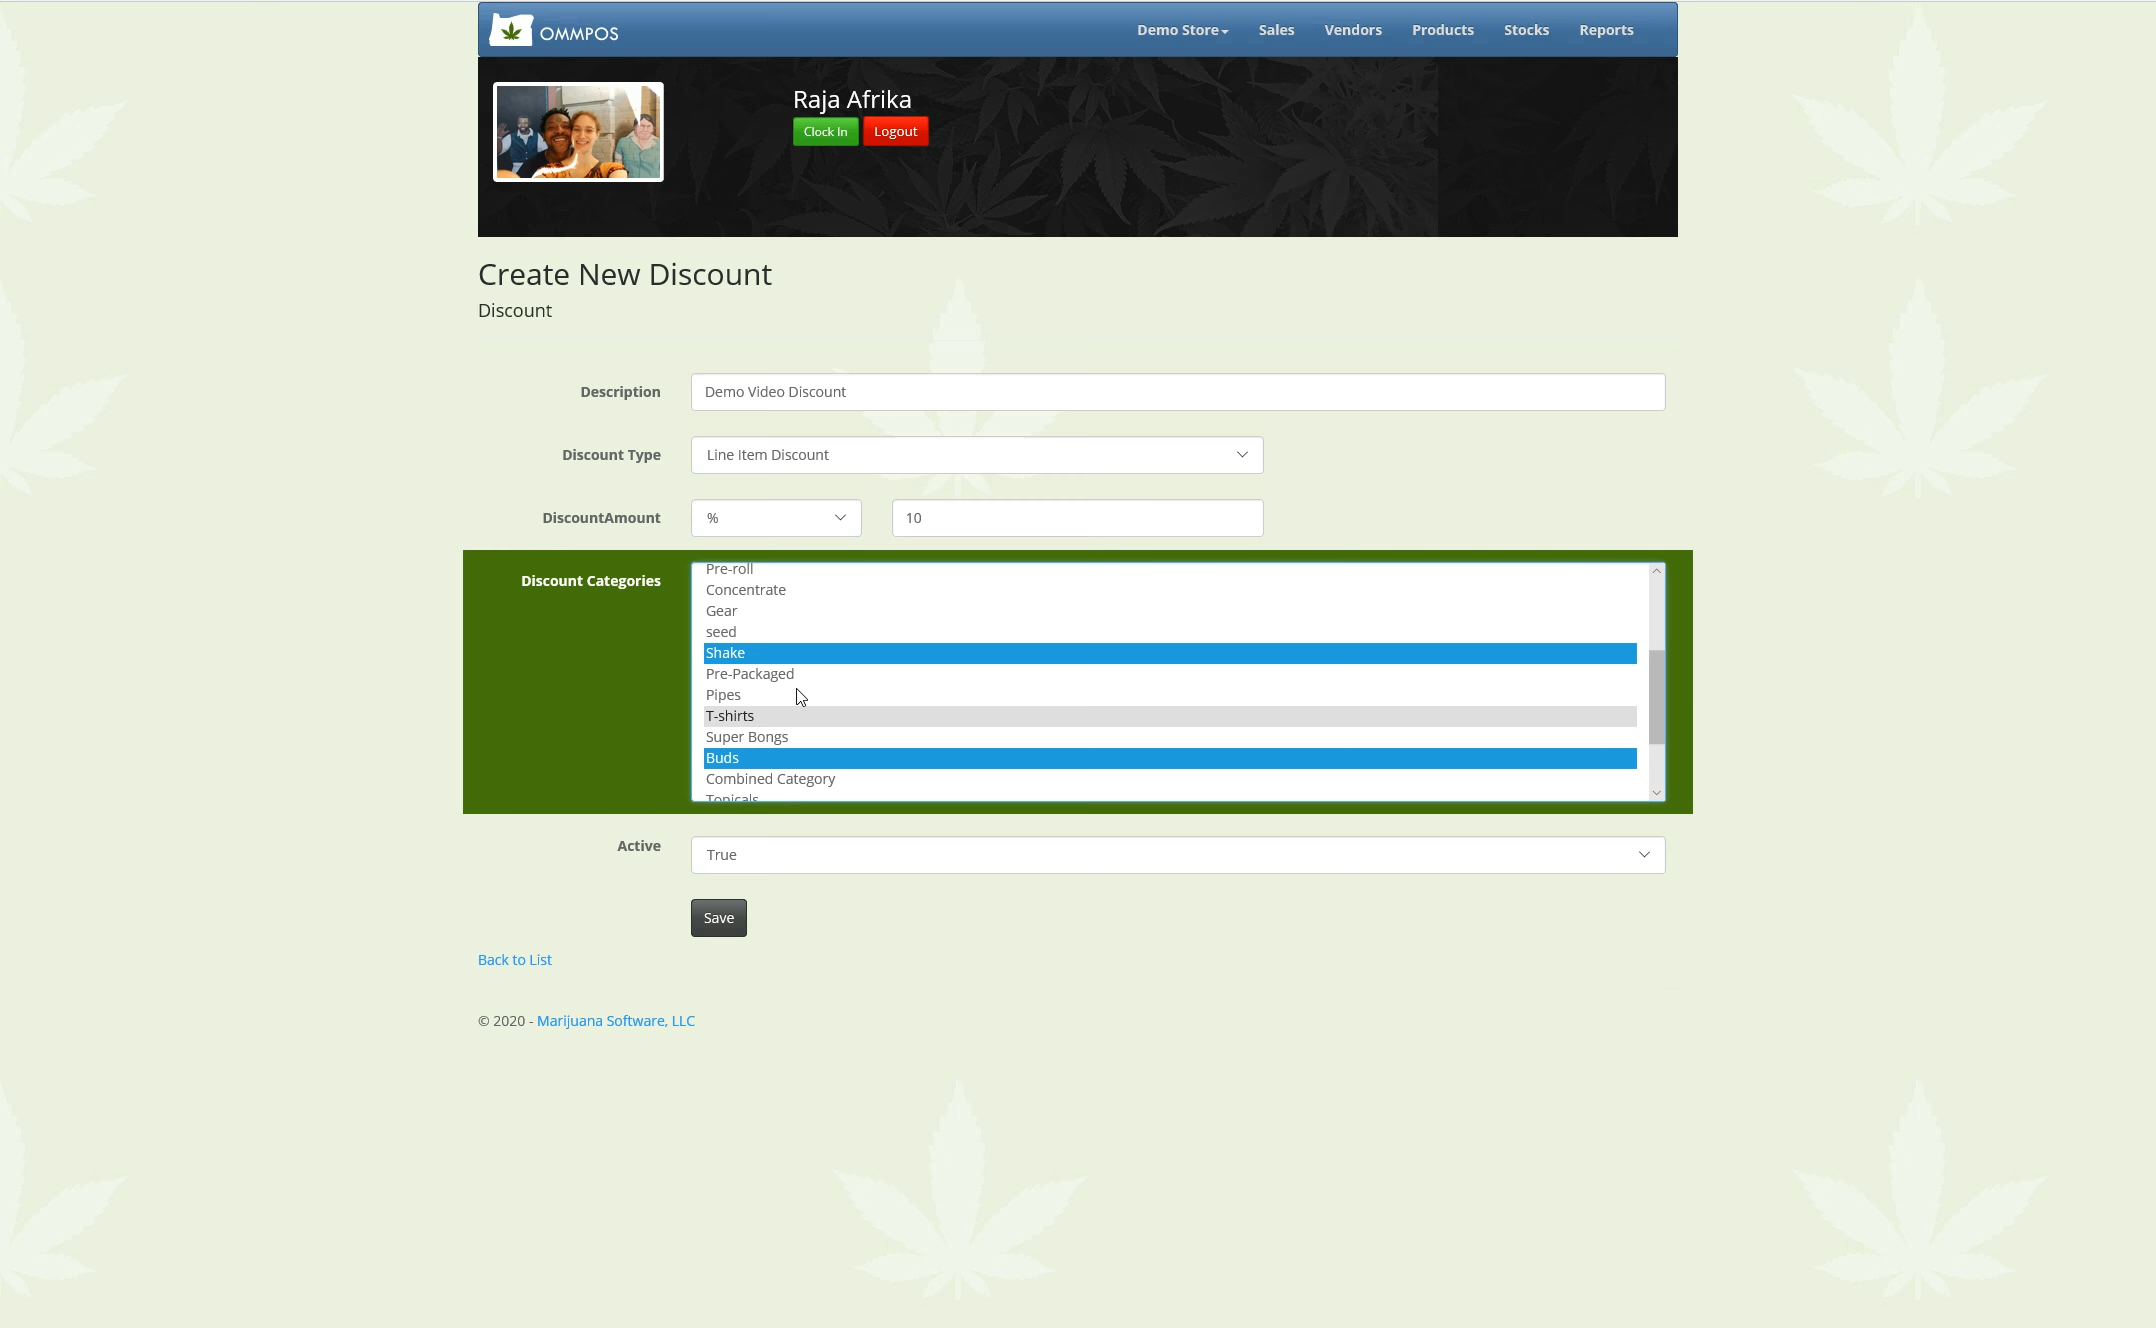 OMMPOS
Demo Store Sales Vendors Products Stocks Reports
Raja Afrika
Clock In Logout
Create New Discount
Discount
Description Demo Video Discount
Discount Type Line Item Discount
DiscountAmount % 10
Discount Categories
Pre-roll
Concentrate
Gear
seed
Shake
Pre-Packaged
Pipes
T-shirts
Super Bongs
Buds
Combined Category
Topicals
Active True
Save
Back to List
© 2020 - Marijuana Software, LLC